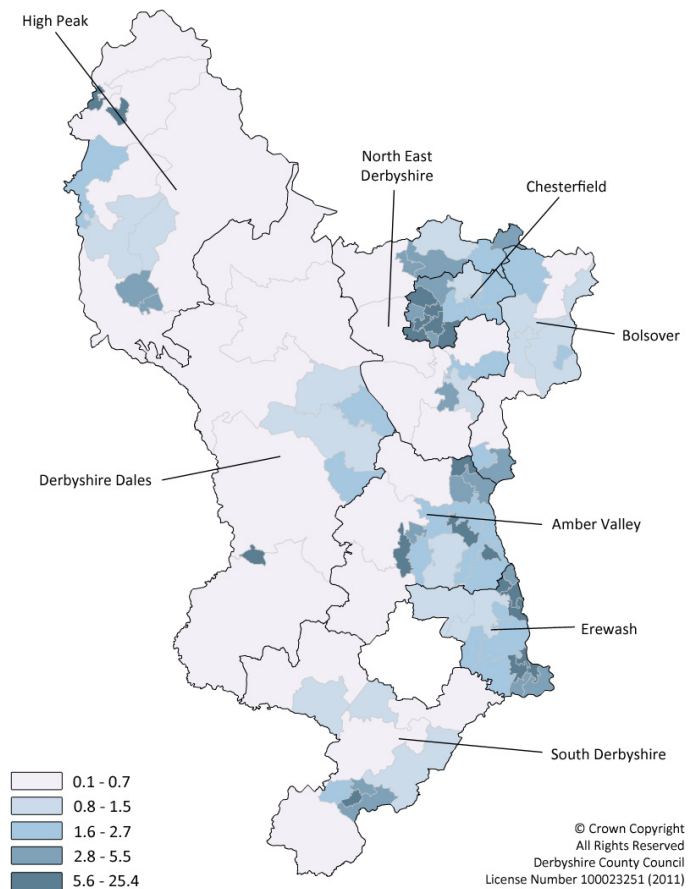 High Peak
North East
Derbyshire
Chesterfield
Bolsover
Derbyshire Dales
Amber Valley
Erewash
South Derbyshire
0.1 - 0.7
0.8 - 1.5
1.6 - 2.7
2.8 - 5.5
5.6 - 25.4
© Crown Copyright
All Rights Reserved
Derbyshire County Council
License Number 100023251 (2011)